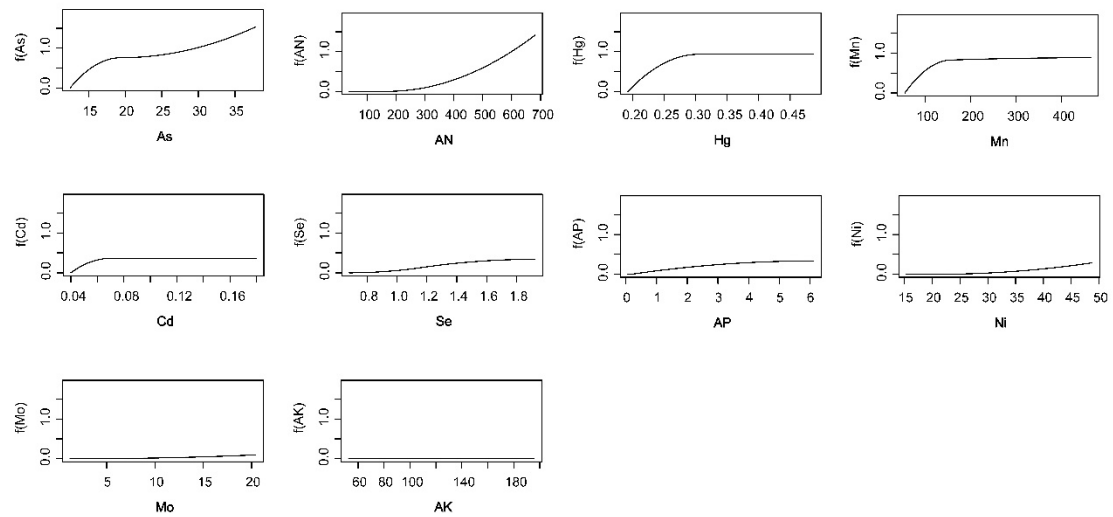 f(As)
0.0 1.0
15 20 25 30 35
As
f(AN)
0.0 1.0
100 200 300 400 500 600 700
AN
f(Hg)
0.0 1.0
0.20 0.25 0.30 0.35 0.40 0.45
Hg
f(Mn)
0.0 1.0
100 200 300 400
Mn
f(Cd)
0.0 1.0
0.04 0.08 0.12 0.16
Cd
f(Se)
0.0 1.0
0.8 1.0 1.2 1.4 1.6 1.8
Se
f(AP)
0.0 1.0
0 1 2 3 4 5 6
AP
f(Ni)
0.0 1.0
15 20 25 30 35 40 45 50
Ni
f(Mo)
0.0 1.0
5 10 15 20
Mo
f(AK)
0.0 1.0
60 80 100 140 180
AK